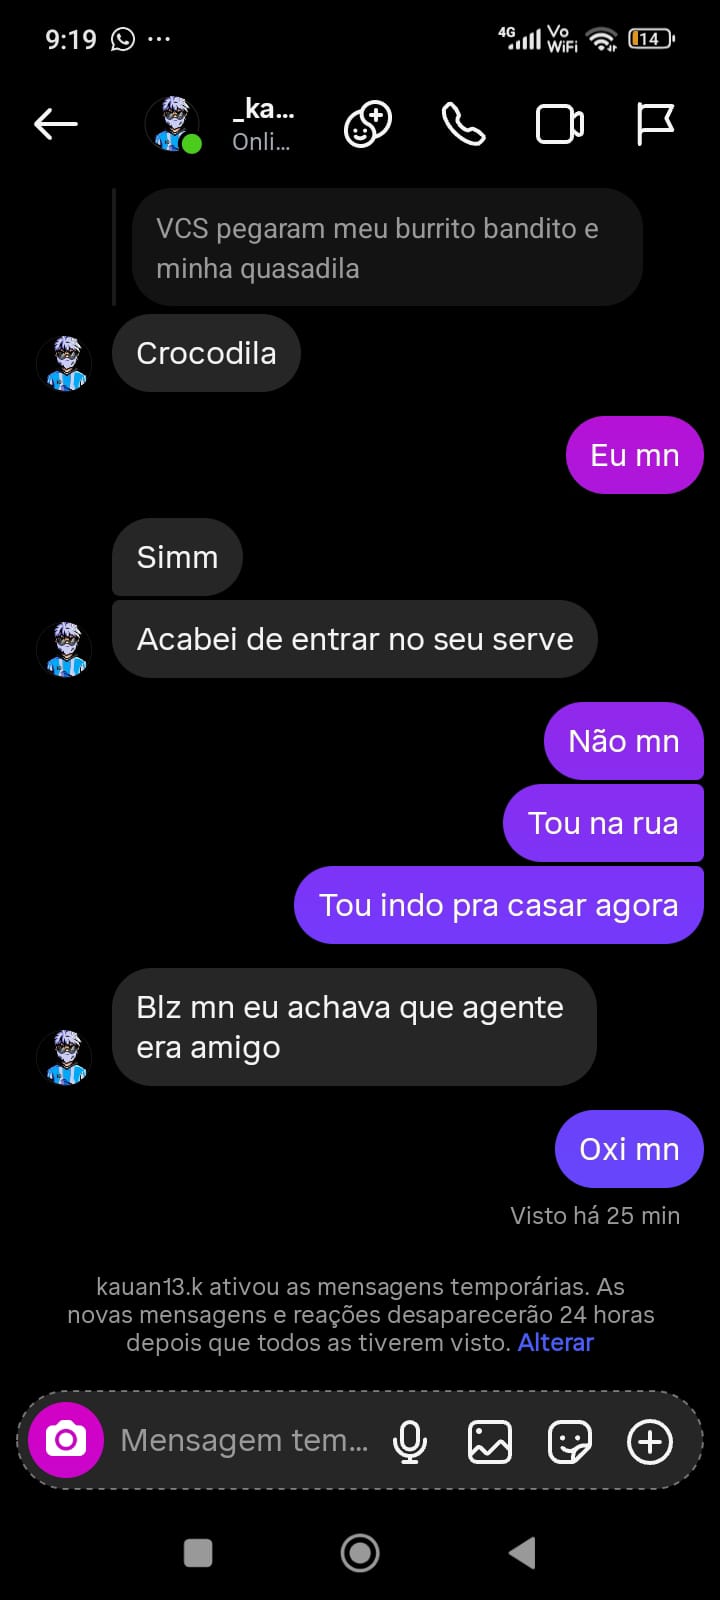 9:19 ...
4G Vo WiFi 14
_ka...
Onli...
VCS pegaram meu burrito bandito e
minha quasadila
Crocodila
Eu mn
Simm
Acabei de entrar no seu serve
Não mn
Tou na rua
Tou indo pra casar agora
Blz mn eu achava que agente
era amigo
Oxi mn
Visto há 25 min
kauan13.k ativou as mensagens temporárias. As
novas mensagens e reações desaparecerão 24 horas
depois que todos as tiverem visto. Alterar
Mensagem tem...